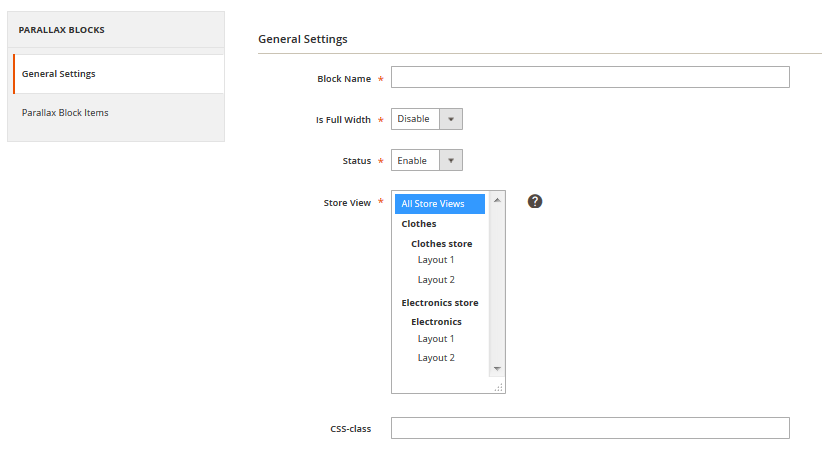 PARALLAX BLOCKS
General Settings
Parallax Block Items
General Settings
Block Name *
Is Full Width * Disable
Status * Enable
Store View * ?
All Store Views
Clothes
Clothes store
Layout 1
Layout 2
Electronics store
Electronics
Layout 1
Layout 2
CSS-class